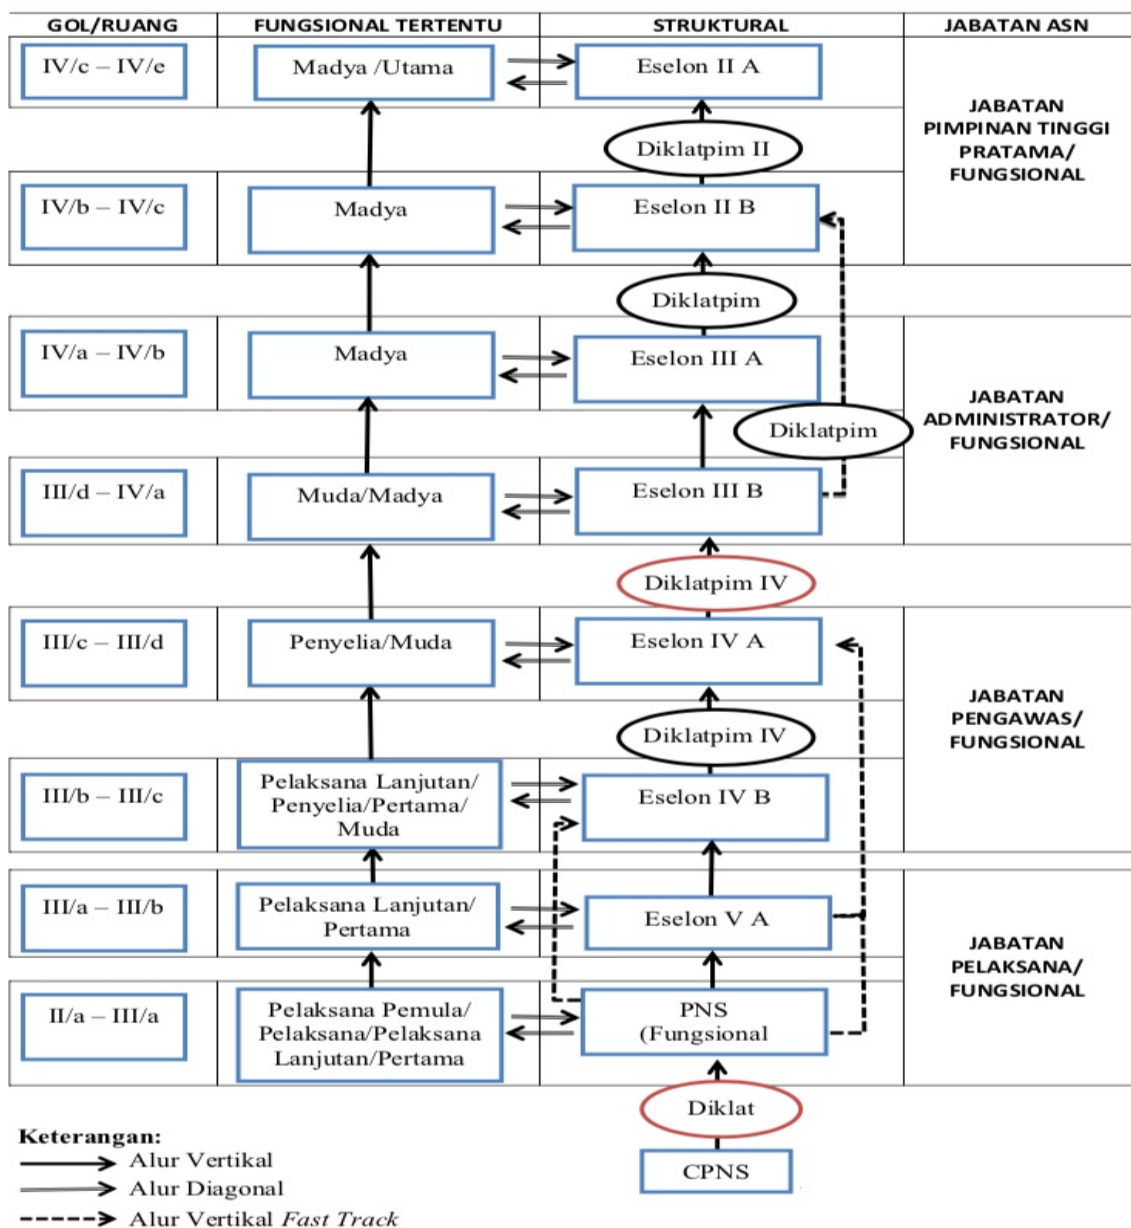 GOL/RUANG FUNGSIONAL TERTENTU STRUKTURAL JABATAN ASN
IV/c – IV/e
Madya /Utama
Eselon II A
JABATAN
PIMPINAN TINGGI
PRATAMA/
FUNGSIONAL
Diklatpim II
IV/b – IV/c
Madya
Eselon II B
Diklatpim
IV/a – IV/b
Madya
Eselon III A
JABATAN
ADMINISTRATOR/
FUNGSIONAL
Diklatpim
III/d – IV/a
Muda/Madya
Eselon III B
Diklatpim IV
III/c – III/d
Penyelia/Muda
Eselon IV A
JABATAN
PENGAWAS/
FUNGSIONAL
Diklatpim IV
III/b – III/c
Pelaksana Lanjutan/
Penyelia/Pertama/
Muda
Eselon IV B
III/a – III/b
Pelaksana Lanjutan/
Pertama
Eselon V A
JABATAN
PELAKSANA/
FUNGSIONAL
II/a – III/a
Pelaksana Pemula/
Pelaksana/Pelaksana
Lanjutan/Pertama
PNS
(Fungsional
Diklat
CPNS
Keterangan:
Alur Vertikal
Alur Diagonal
Alur Vertikal Fast Track